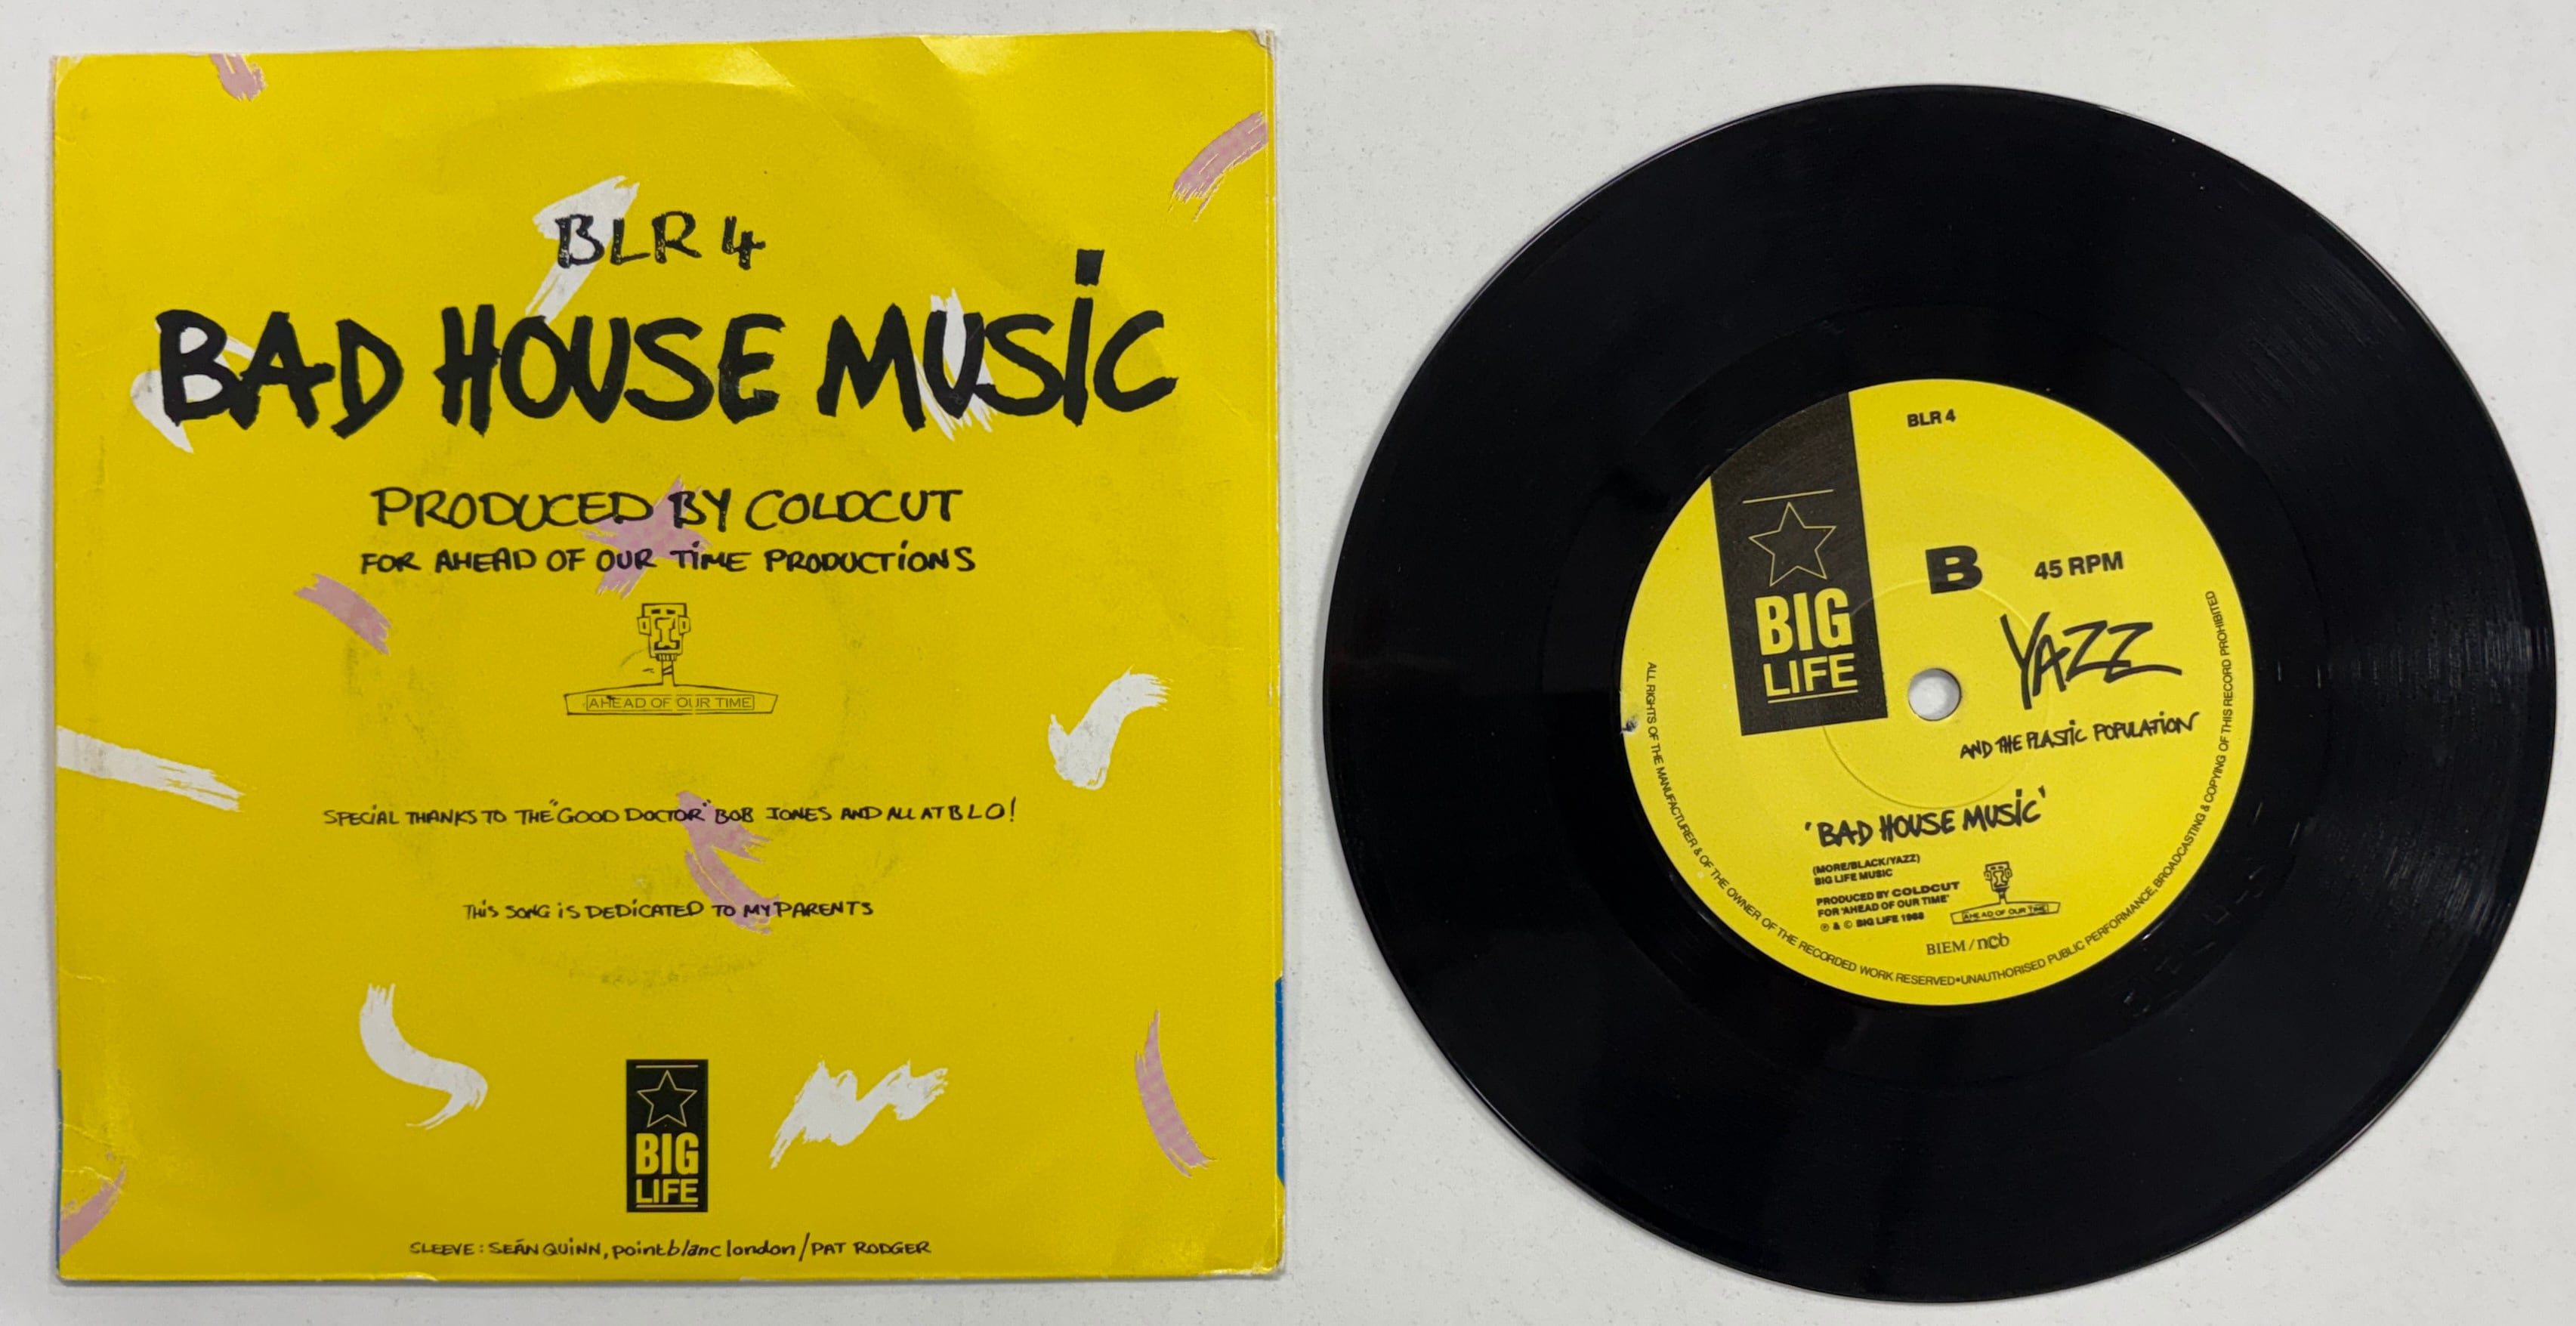 BLR 4
BAD HOUSE MUSIC
PRODUCED BY COLDCUT
FOR AHEAD OF OUR TIME PRODUCTIONS
AHEAD OF OUR TIME
SPECIAL THANKS TO THE "GOOD DOCTOR" BOB JONES AND ALL AT BLO!
THIS SONG IS DEDICATED TO MY PARENTS
BIG
LIFE
SLEEVE: SEÁN QUINN, pointblanc london/PAT RODGER
BLR 4
BIG
LIFE
B 45 RPM
YAZZ
AND THE PLASTIC POPULATION
'BAD HOUSE MUSIC'
(MORE/BLACK/YAZZ)
BIG LIFE MUSIC
PRODUCED BY COLDCUT
FOR 'AHEAD OF OUR TIME'
℗ & © BIG LIFE 1988
AHEAD OF OUR TIME
BIEM/ncb
ALL RIGHTS OF THE MANUFACTURER & OF THE OWNER OF THE RECORDED WORK RESERVED•UNAUTHORISED PUBLIC PERFORMANCE, BROADCASTING & COPYING OF THIS RECORD PROHIBITED